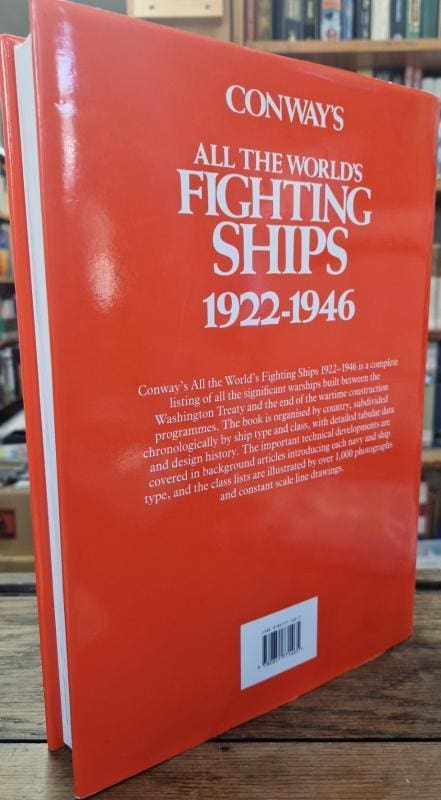 CONWAY'S
ALL THE WORLD'S
FIGHTING
SHIPS
1922-1946
Conway's All the World's Fighting Ships 1922–1946 is a complete
listing of all the significant warships built between the
Washington Treaty and the end of the wartime construction
programmes. The book is organised by country, subdivided
chronologically by ship type and class, with detailed tabular data
and design history. The important technical developments are
covered in background articles introducing each navy and ship
type, and the class lists are illustrated by over 1,000 photographs
and constant scale line drawings.